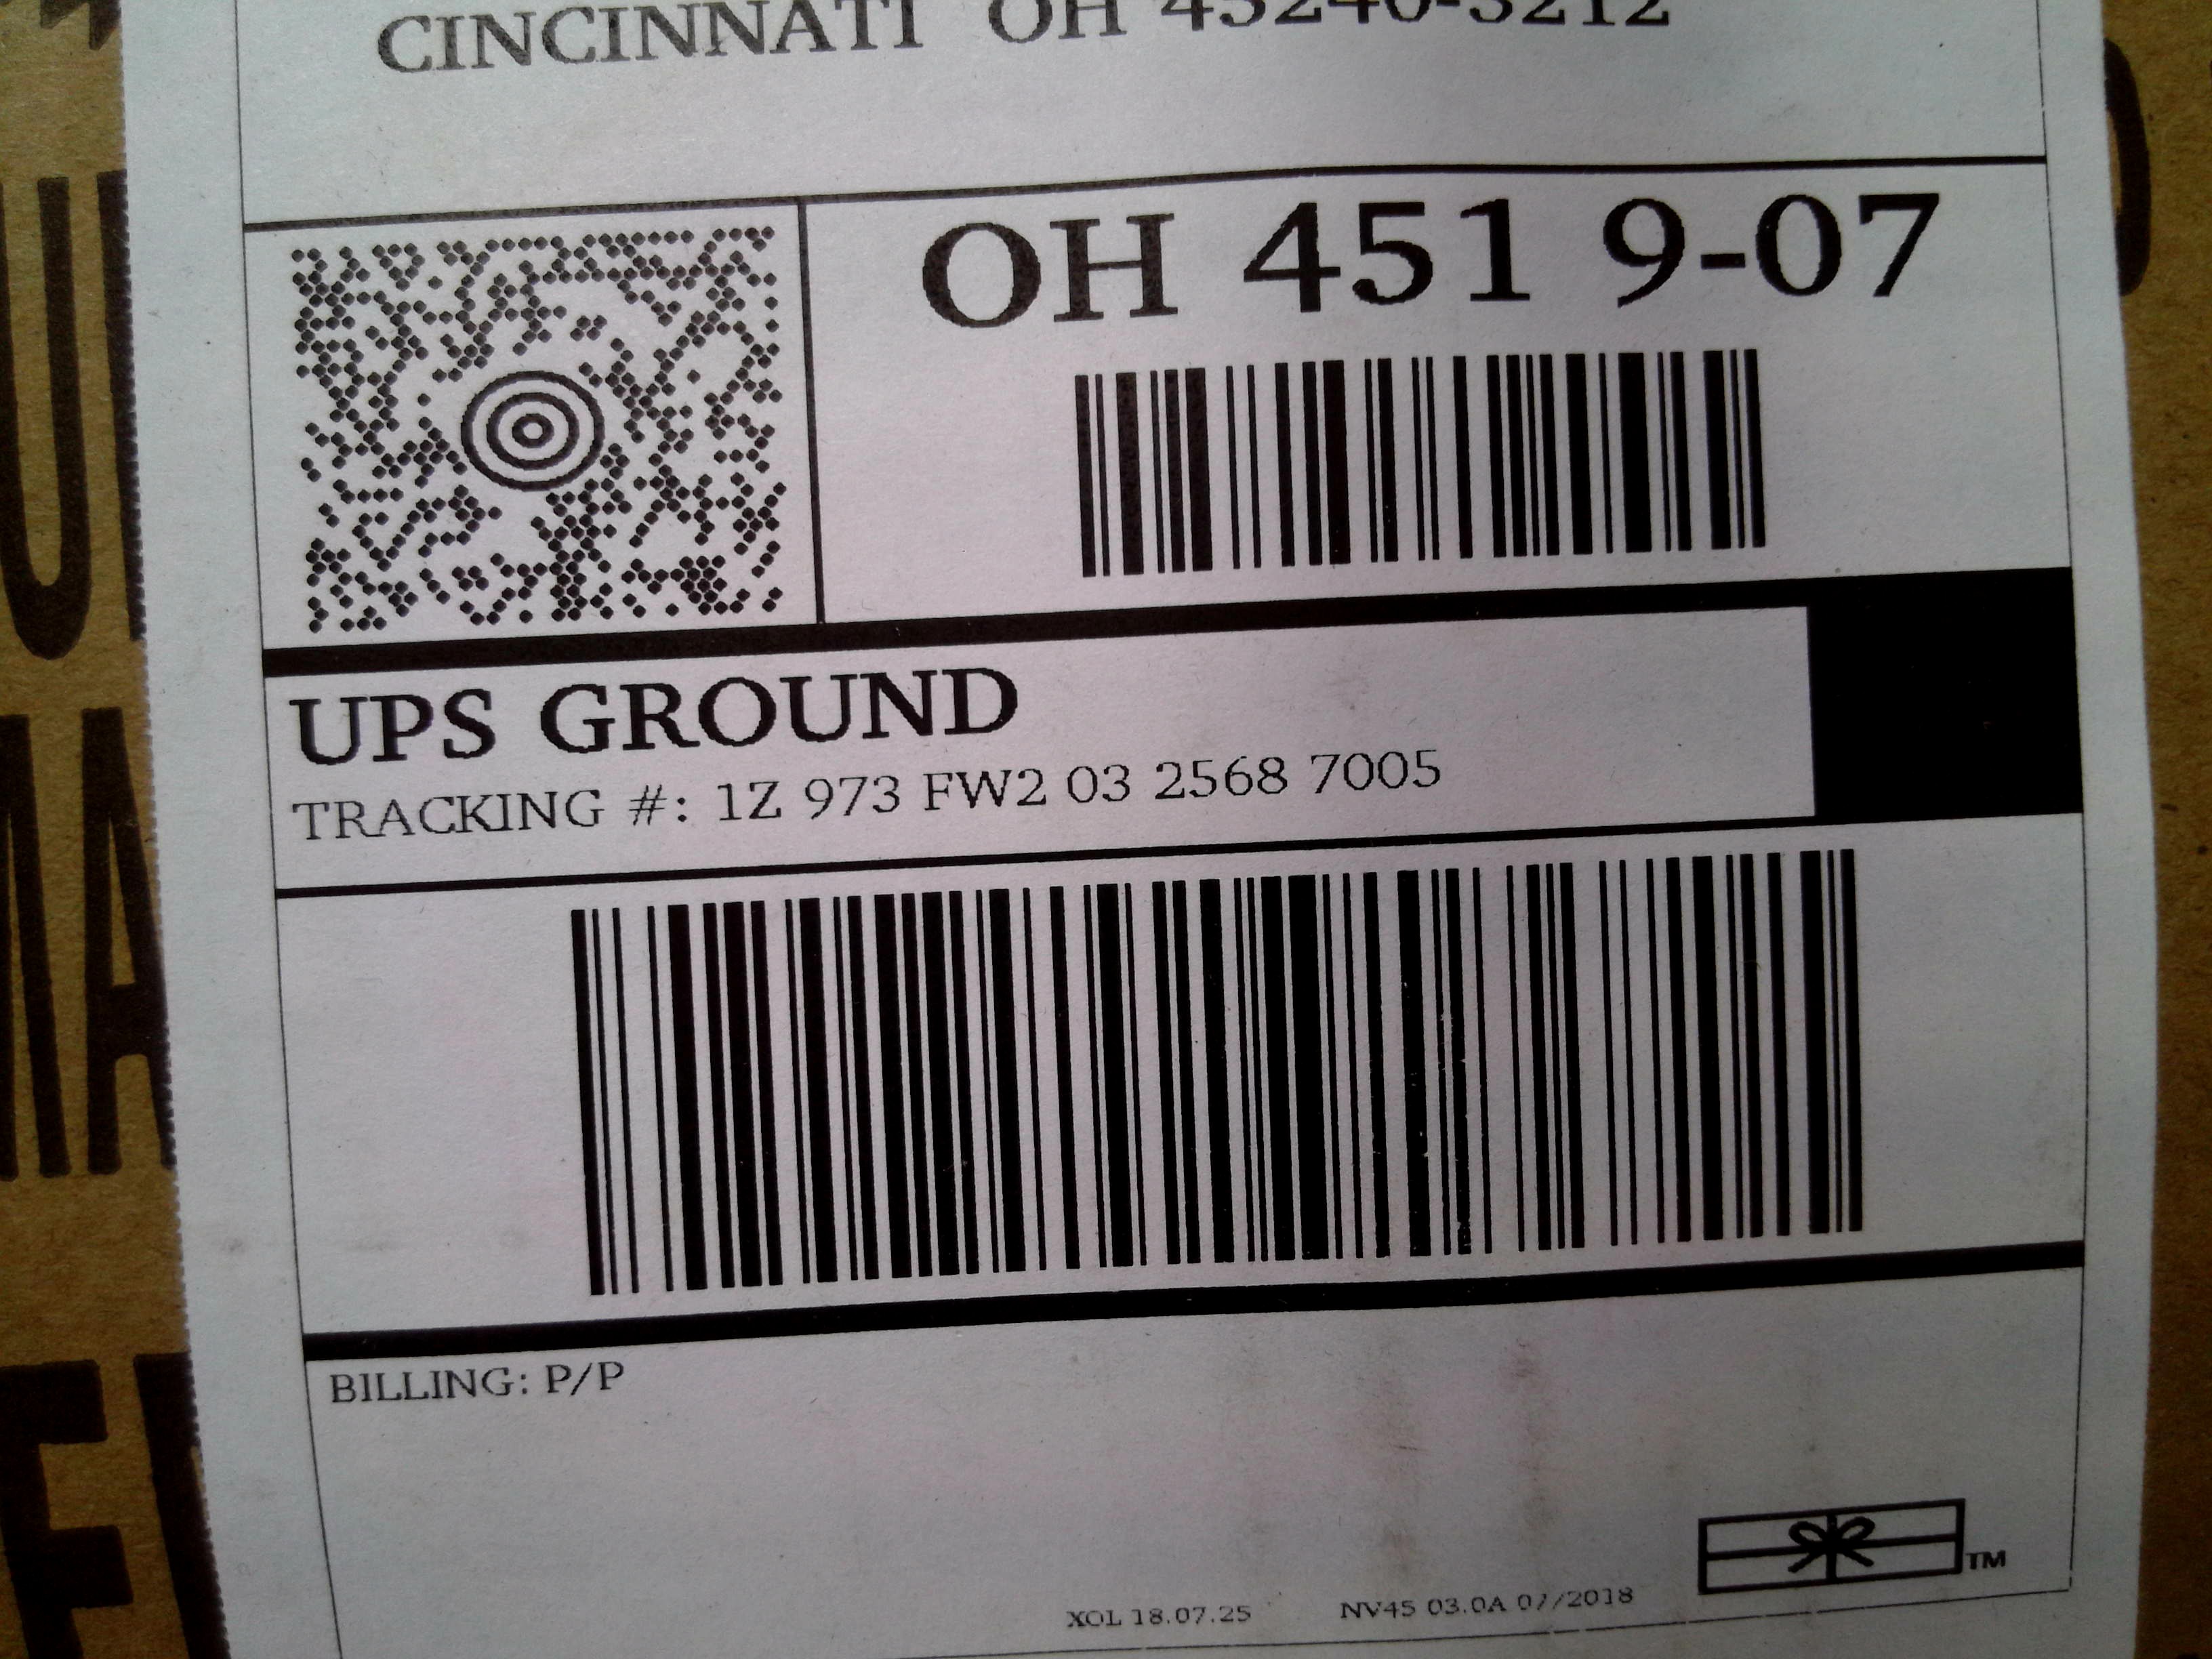 CINCINNATI OH 45240-3212
OH 451 9-07
UPS GROUND
TRACKING #: 1Z 973 FW2 03 2568 7005
BILLING: P/P
XOL 18.07.25 NV45 03.0A 07/2018
TM